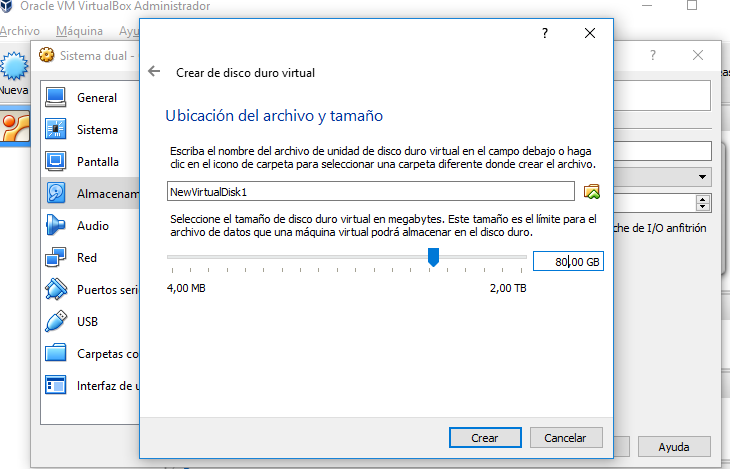 Oracle VM VirtualBox Administrador
Archivo Máquina Ayu
Nueva
Sistema dual -
?
General
Sistema
Pantalla
Almacenam
Audio
Red
Puertos seri
USB
Carpetas co
Interfaz de u
?
Crear de disco duro virtual
Ubicación del archivo y tamaño
Escriba el nombre del archivo de unidad de disco duro virtual en el campo debajo o haga
clic en el icono de carpeta para seleccionar una carpeta diferente donde crear el archivo.
NewVirtualDisk1
Seleccione el tamaño de disco duro virtual en megabytes. Este tamaño es el límite para el
archivo de datos que una máquina virtual podrá almacenar en el disco duro.
80,00 GB
4,00 MB 2,00 TB
Crear Cancelar
che de I/O anfitrión
Ayuda